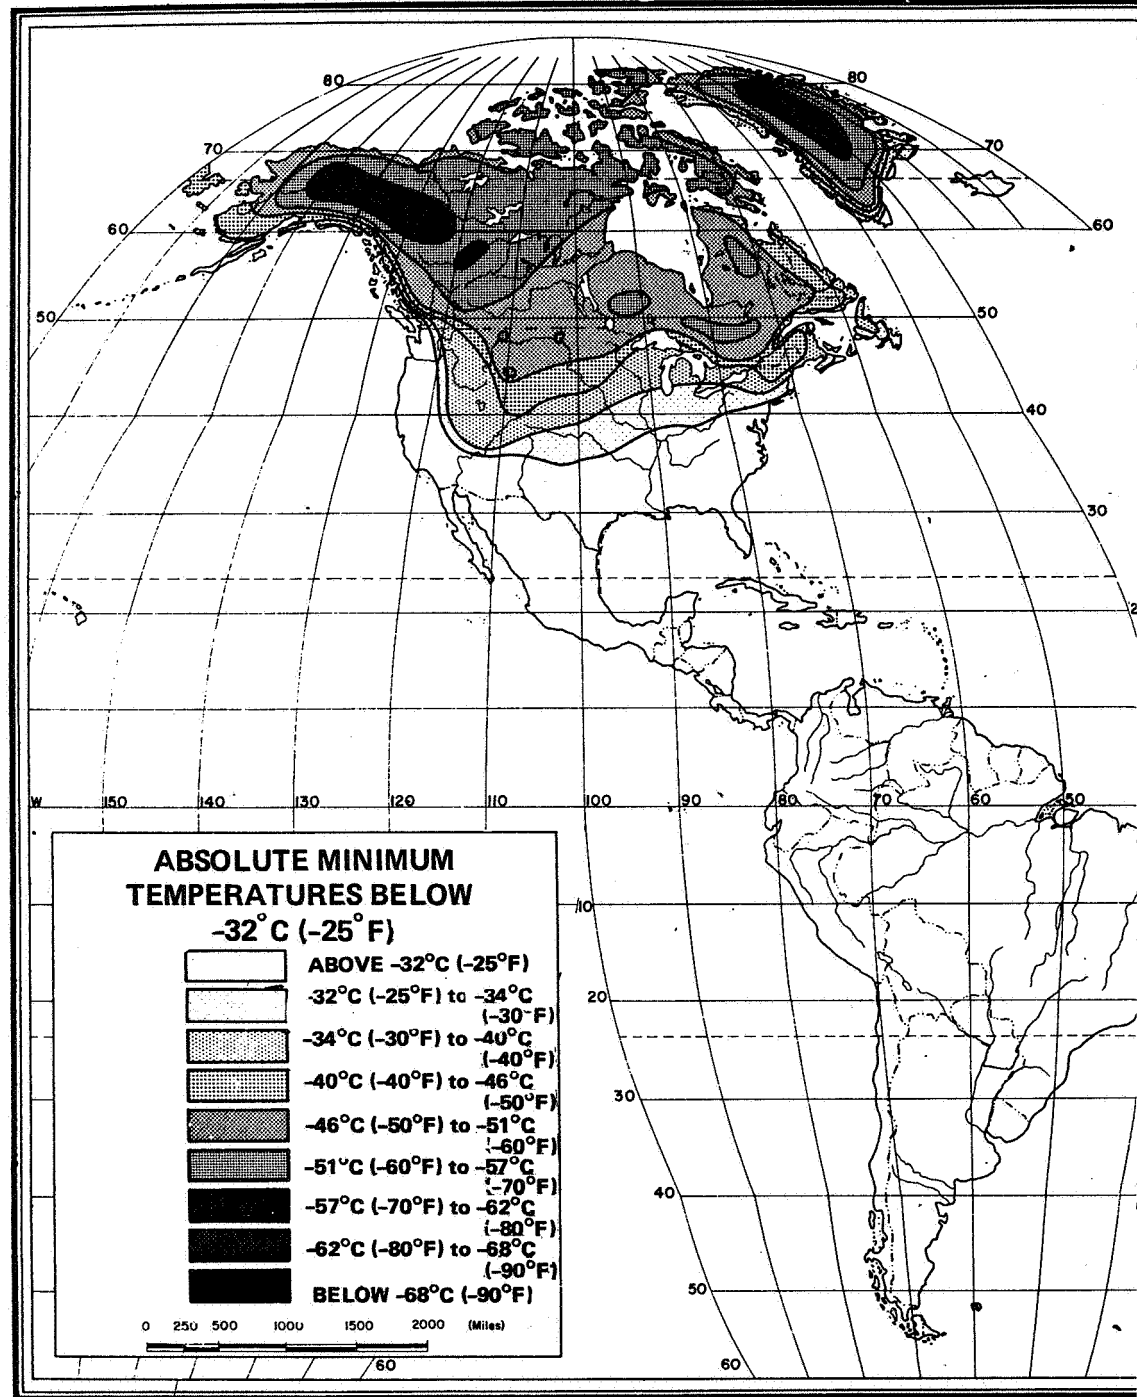 80 80
70 70
60 60
50 50
40
30
2
W 150 140 130 120 110 100 90 80 70 60 50
10
20
30
40
50
60 60
ABSOLUTE MINIMUM
TEMPERATURES BELOW
-32°C (-25°F)
ABOVE -32°C (-25°F)
-32°C (-25°F) to -34°C
(-30°F)
-34°C (-30°F) to -40°C
(-40°F)
-40°C (-40°F) to -46°C
(-50°F)
-46°C (-50°F) to -51°C
(-60°F)
-51°C (-60°F) to -57°C
(-70°F)
-57°C (-70°F) to -62°C
(-80°F)
-62°C (-80°F) to -68°C
(-90°F)
BELOW -68°C (-90°F)
0 250 500 1000 1500 2000 (Miles)